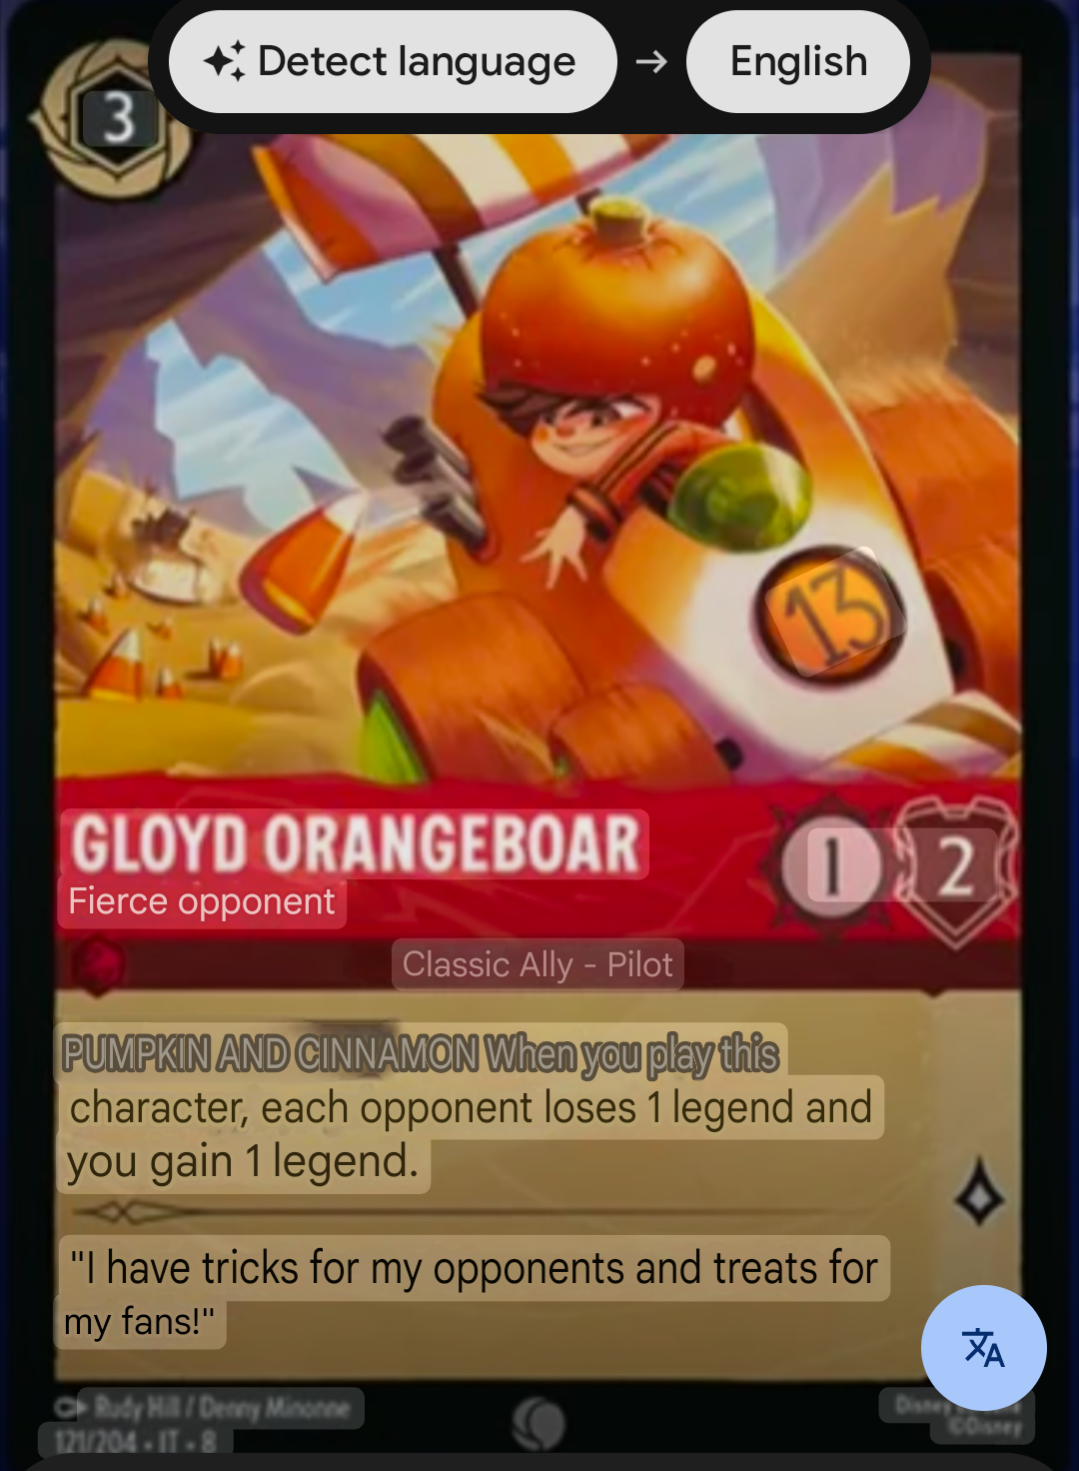 Detect language → English
3
13
GLOYD ORANGEBOAR
Fierce opponent
1 2
Classic Ally - Pilot
PUMPKIN AND CINNAMON When you play this
character, each opponent loses 1 legend and
you gain 1 legend.
"I have tricks for my opponents and treats for
my fans!"
Rudy Hill / Denny Minonne
121/204 • IT • 8
Disney
©Disney